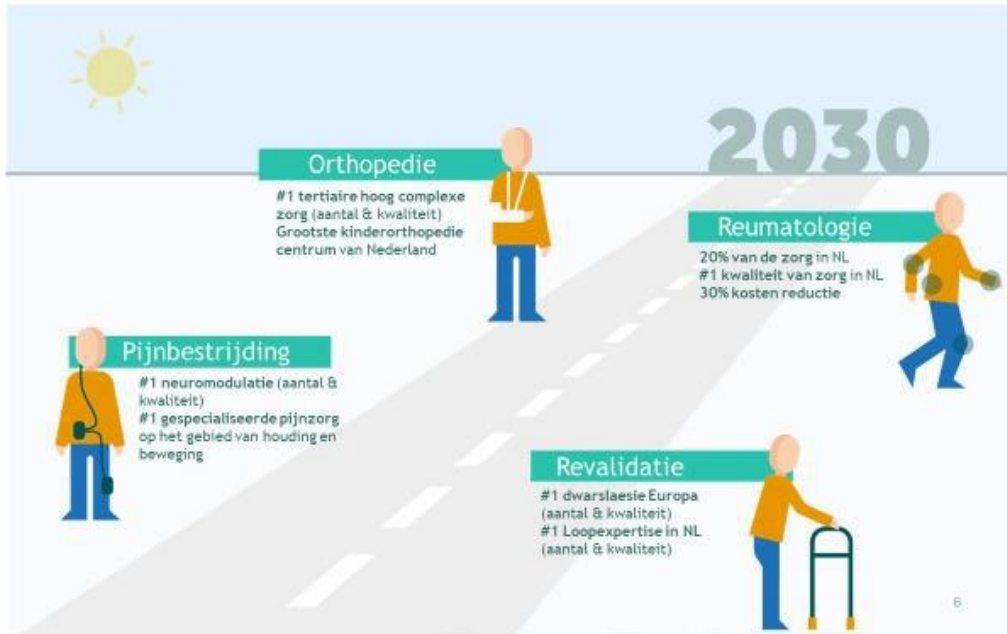 2030
Orthopedie
#1 tertiaire hoog complexe
zorg (aantal & kwaliteit)
Grootste kinderorthopedie
centrum van Nederland
Reumatologie
20% van de zorg in NL
#1 kwaliteit van zorg in NL
30% kosten reductie
Pijnbestrijding
#1 neuromodulatie (aantal &
kwaliteit)
#1 gespecialiseerde pijnzorg
op het gebied van houding en
beweging
Revalidatie
#1 dwarslaesie Europa
(aantal & kwaliteit)
#1 Loopexpertise in NL
(aantal & kwaliteit)
6